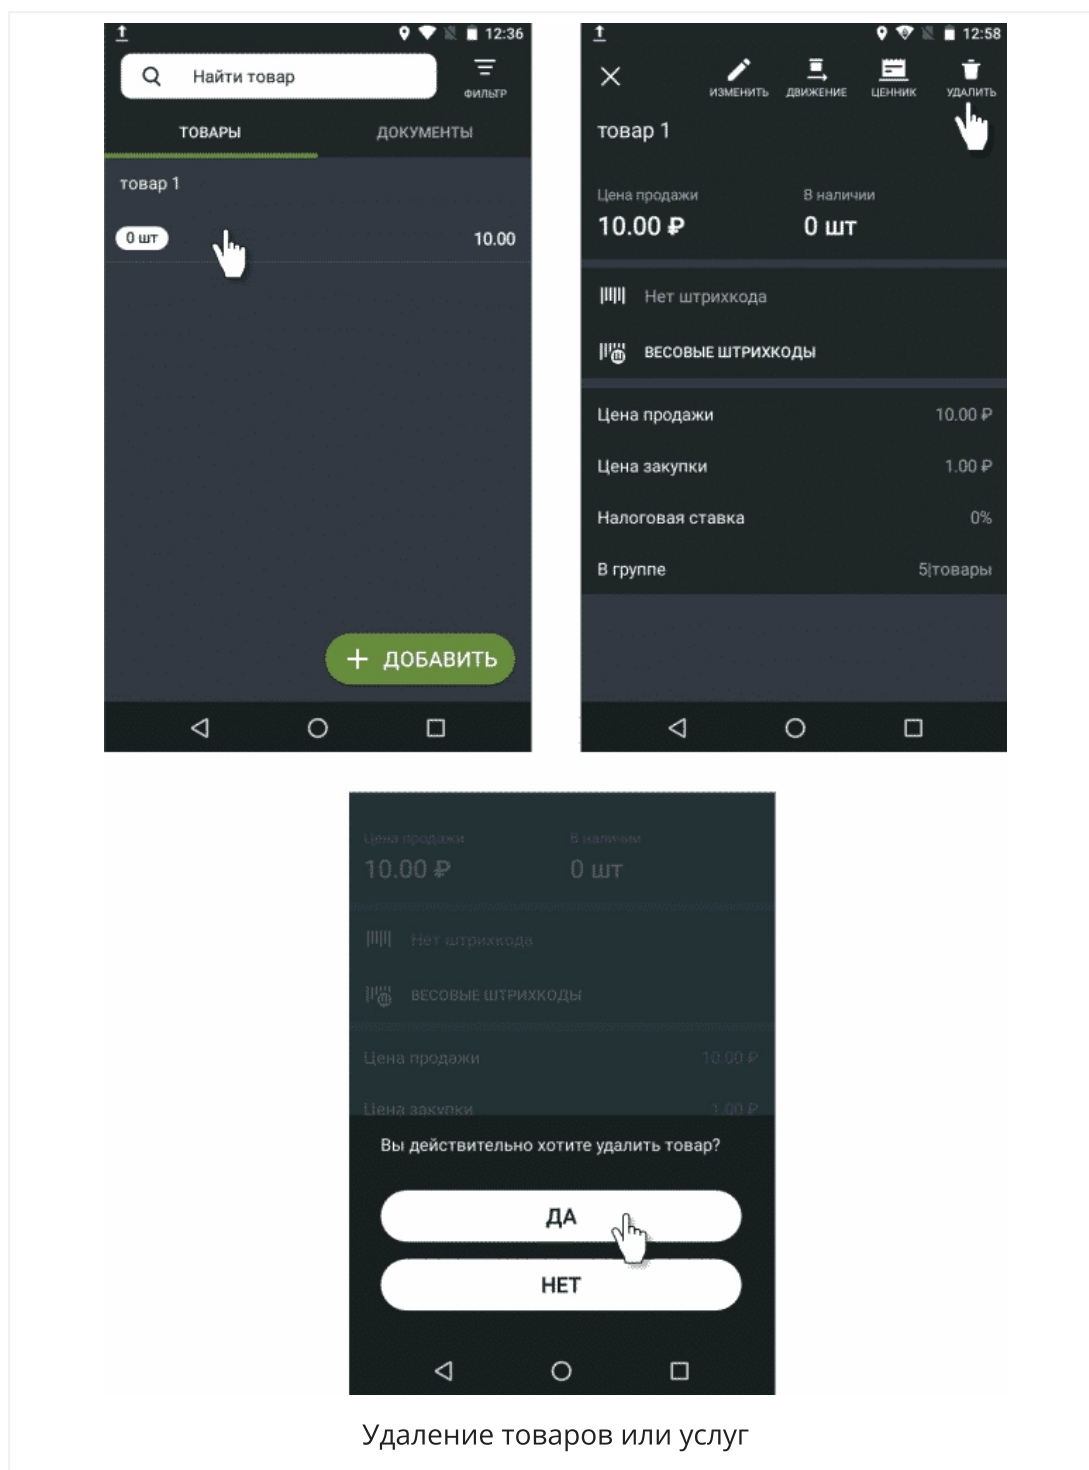 12:36
Найти товар
ФИЛЬТР
ТОВАРЫ ДОКУМЕНТЫ
товар 1
0 шт 10.00
+ ДОБАВИТЬ
12:58
ИЗМЕНИТЬ ДВИЖЕНИЕ ЦЕННИК УДАЛИТЬ
товар 1
Цена продажи В наличии
10.00 ₽ 0 шт
Нет штрихкода
ВЕСОВЫЕ ШТРИХКОДЫ
Цена продажи 10.00 ₽
Цена закупки 1.00 ₽
Налоговая ставка 0%
В группе 5|товары
Цена продажи В наличии
10.00 ₽ 0 шт
Нет штрихкода
ВЕСОВЫЕ ШТРИХКОДЫ
Цена продажи 10.00 ₽
Цена закупки 1.00 ₽
Вы действительно хотите удалить товар?
ДА
НЕТ
Удаление товаров или услуг